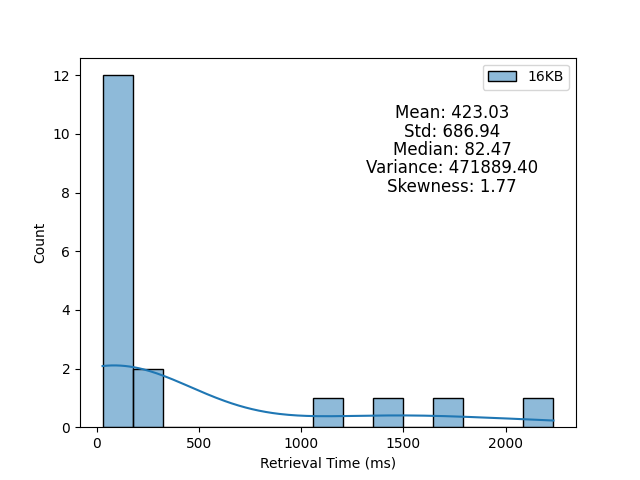 16KB
Mean: 423.03
Std: 686.94
Median: 82.47
Variance: 471889.40
Skewness: 1.77
12
10
8
6
4
2
0
Count
0 500 1000 1500 2000
Retrieval Time (ms)